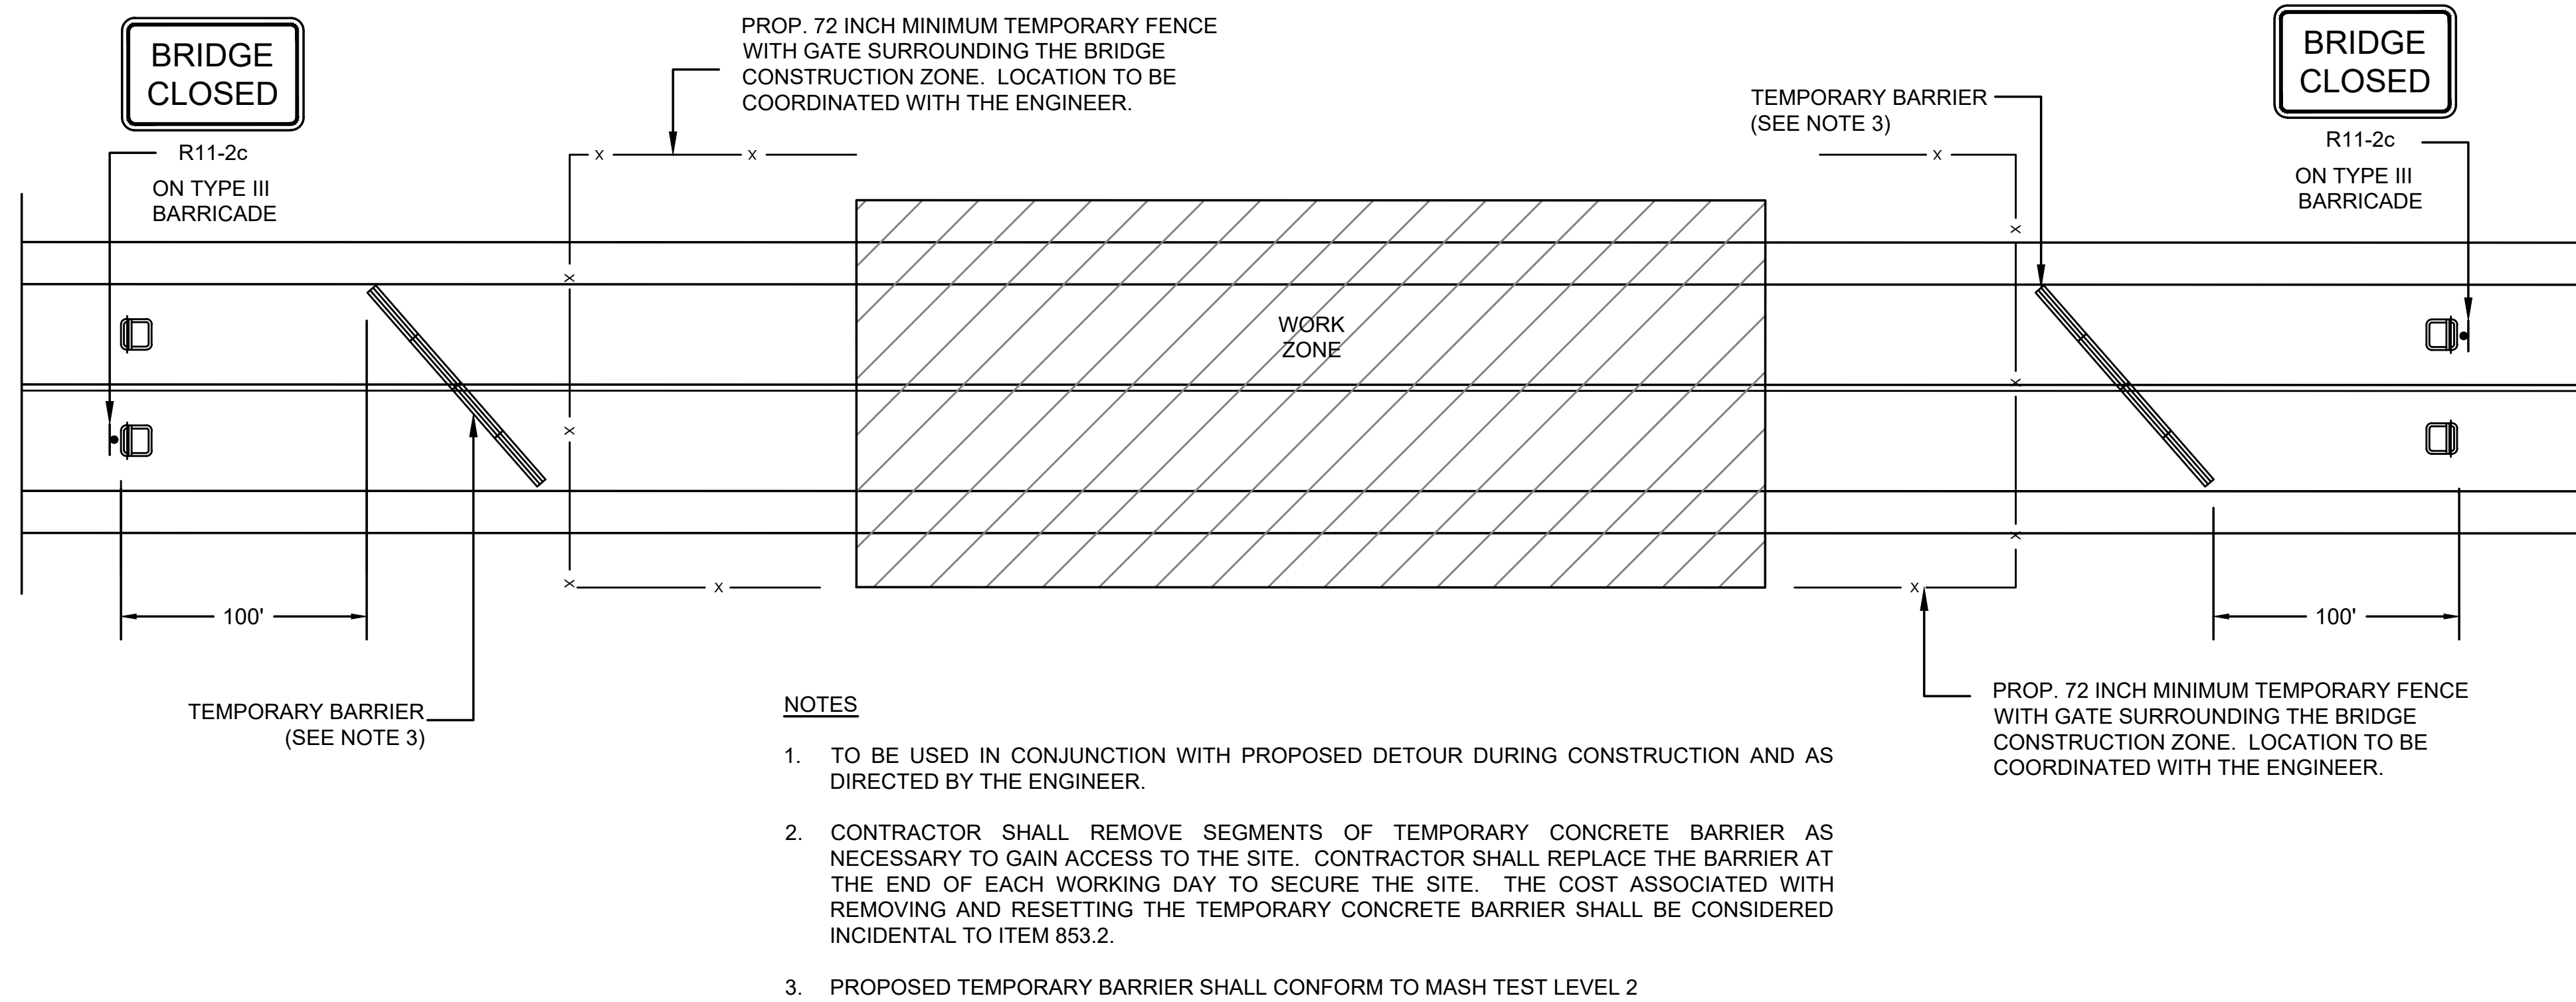 BRIDGE
CLOSED
R11-2c
ON TYPE III
BARRICADE
PROP. 72 INCH MINIMUM TEMPORARY FENCE
WITH GATE SURROUNDING THE BRIDGE
CONSTRUCTION ZONE. LOCATION TO BE
COORDINATED WITH THE ENGINEER.
TEMPORARY BARRIER
(SEE NOTE 3)
BRIDGE
CLOSED
R11-2c
ON TYPE III
BARRICADE
X X X
X
X
X
X
X
X
X
X
X
WORK
ZONE
100'
100'
TEMPORARY BARRIER
(SEE NOTE 3)
PROP. 72 INCH MINIMUM TEMPORARY FENCE
WITH GATE SURROUNDING THE BRIDGE
CONSTRUCTION ZONE. LOCATION TO BE
COORDINATED WITH THE ENGINEER.
NOTES
1. TO BE USED IN CONJUNCTION WITH PROPOSED DETOUR DURING CONSTRUCTION AND AS
DIRECTED BY THE ENGINEER.
2. CONTRACTOR SHALL REMOVE SEGMENTS OF TEMPORARY CONCRETE BARRIER AS
NECESSARY TO GAIN ACCESS TO THE SITE. CONTRACTOR SHALL REPLACE THE BARRIER AT
THE END OF EACH WORKING DAY TO SECURE THE SITE. THE COST ASSOCIATED WITH
REMOVING AND RESETTING THE TEMPORARY CONCRETE BARRIER SHALL BE CONSIDERED
INCIDENTAL TO ITEM 853.2.
3. PROPOSED TEMPORARY BARRIER SHALL CONFORM TO MASH TEST LEVEL 2